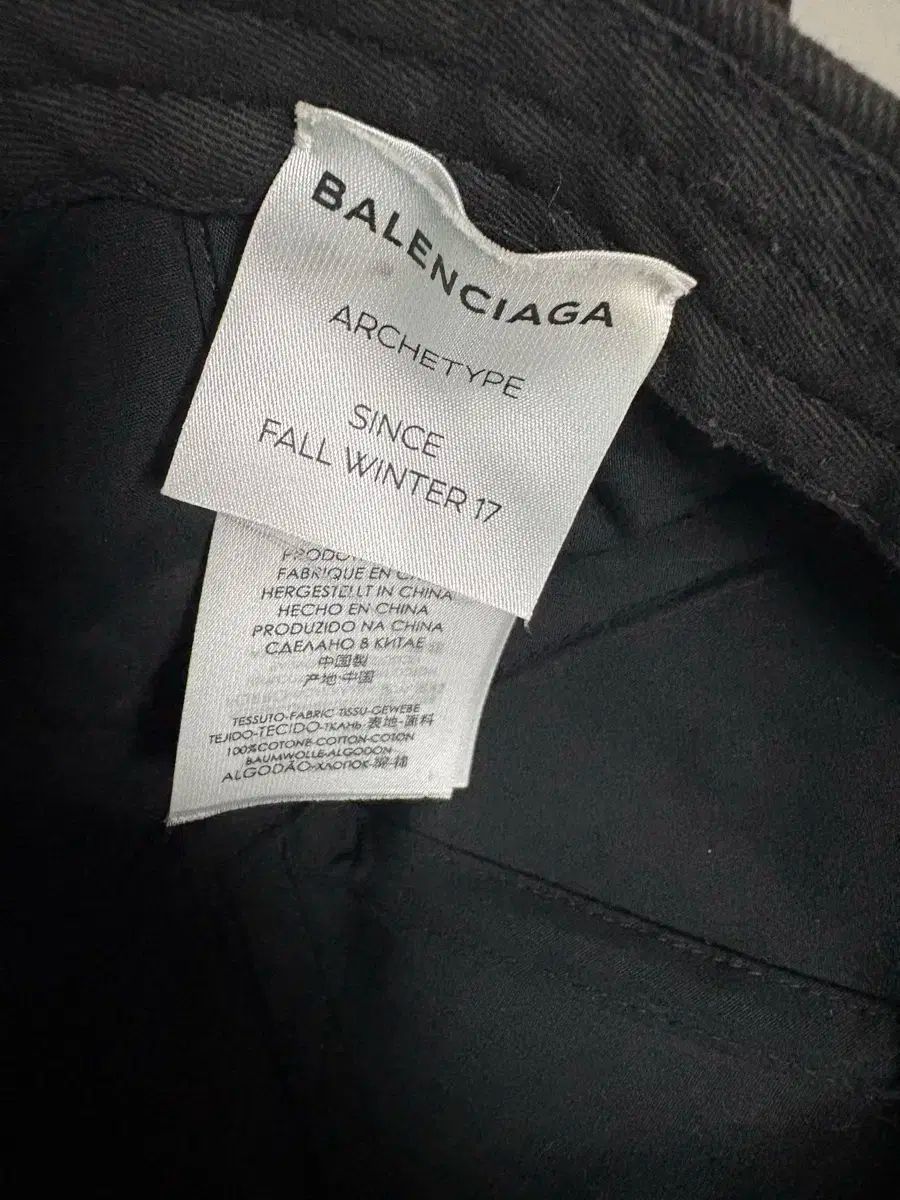 BALENCIAGA
ARCHETYPE
SINCE
FALL WINTER 17
FABRIQUE EN
HERGESTELLT IN CHINA
HECHO EN CHINA
PRODUZIDO NA CHINA
СДЕЛАНО В КИТАЕ
中国製
产地·中国
TESSUTO-FABRIC TISSU-GEWEBE
TEJIDO-TECIDO-ТКАНЬ 表地-面料
100%COTONE-COTTON-COTON
BAUMWOLLE-ALGODON
ALGODÃO-ХЛОПОК-綿-棉